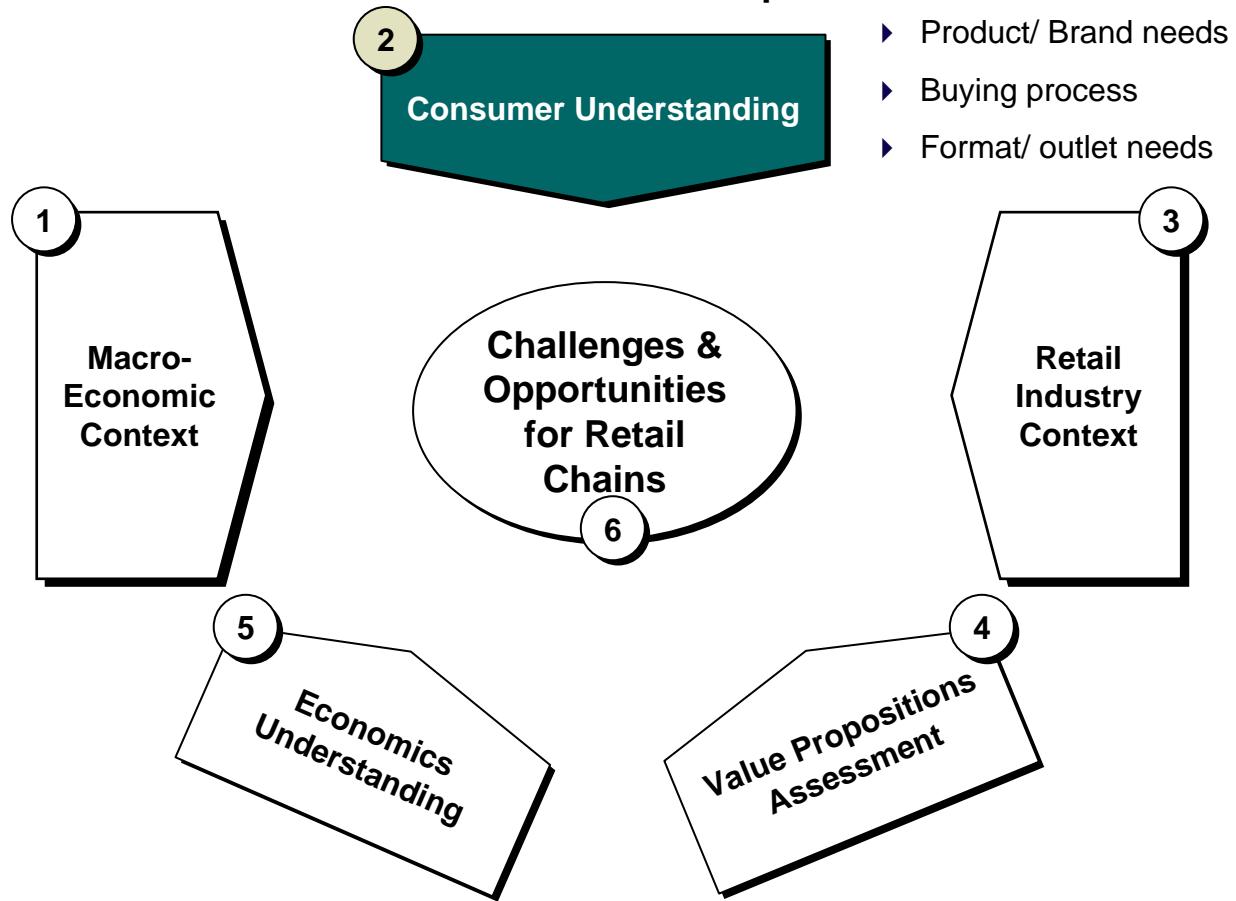 2
Consumer Understanding
Product/ Brand needs
Buying process
Format/ outlet needs
1
Macro-
Economic
Context
3
Retail
Industry
Context
Challenges &
Opportunities
for Retail
Chains
6
5
Economics
Understanding
4
Value Propositions
Assessment